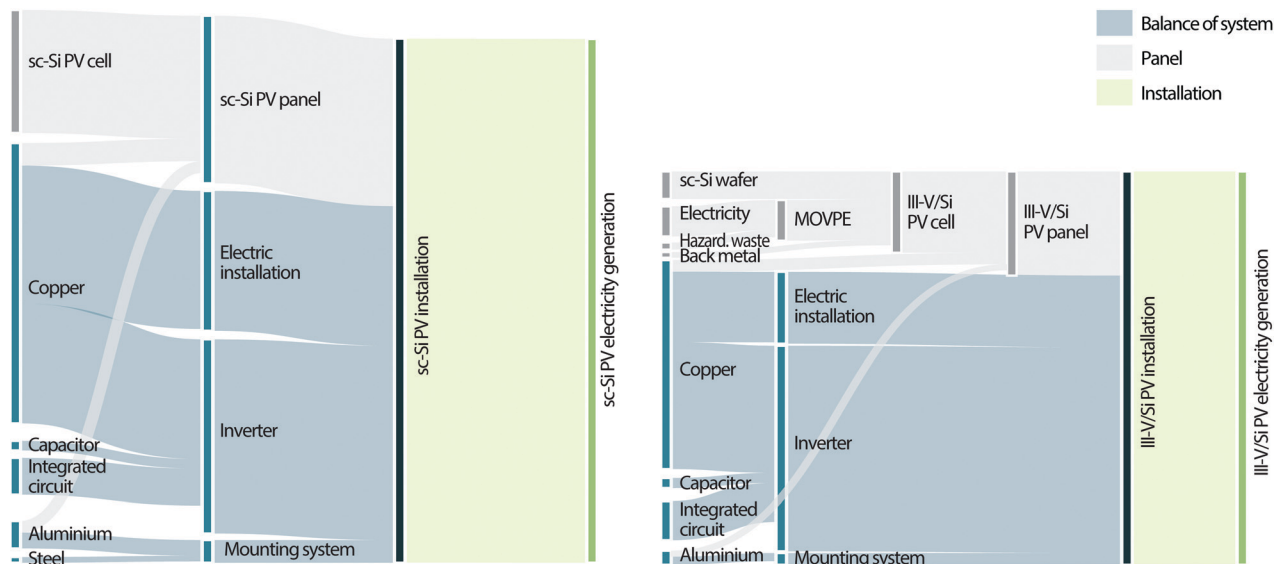 sc-Si PV cell
sc-Si PV panel
Copper
Electric
installation
Inverter
Capacitor
Integrated
circuit
Aluminium
Steel
Mounting system
sc-Si PV installation
sc-Si PV electricity generation
Balance of system
Panel
Installation
sc-Si wafer
Electricity
MOVPE
Hazard. waste
Back metal
III-V/Si
PV cell
III-V/Si
PV panel
Electric
installation
Copper
Inverter
Capacitor
Integrated
circuit
Aluminium
Mounting system
III-V/Si PV installation
III-V/Si PV electricity generation